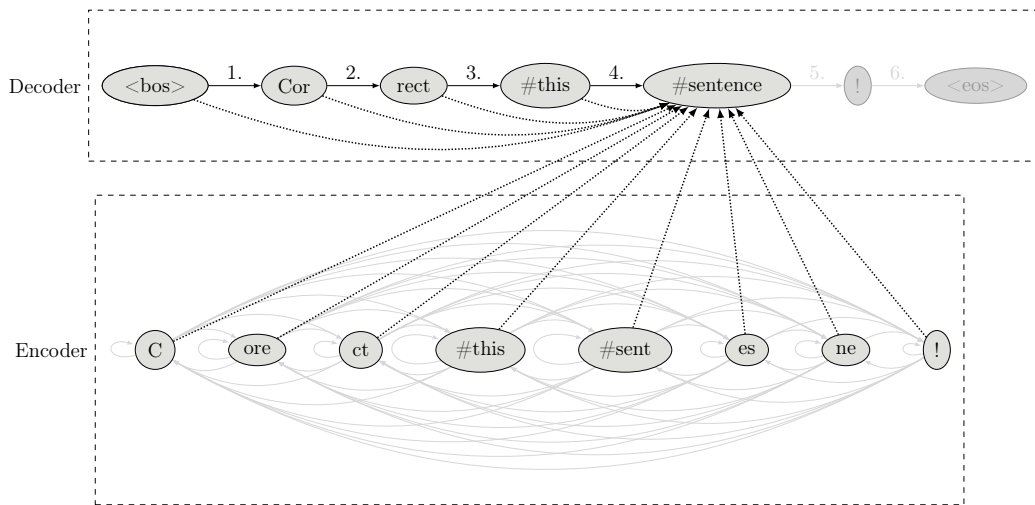 1. 2. 3. 4. 5. 6.
Decoder <bos> Cor rect #this #sentence ! <eos>
Encoder C ore ct #this #sent es ne !